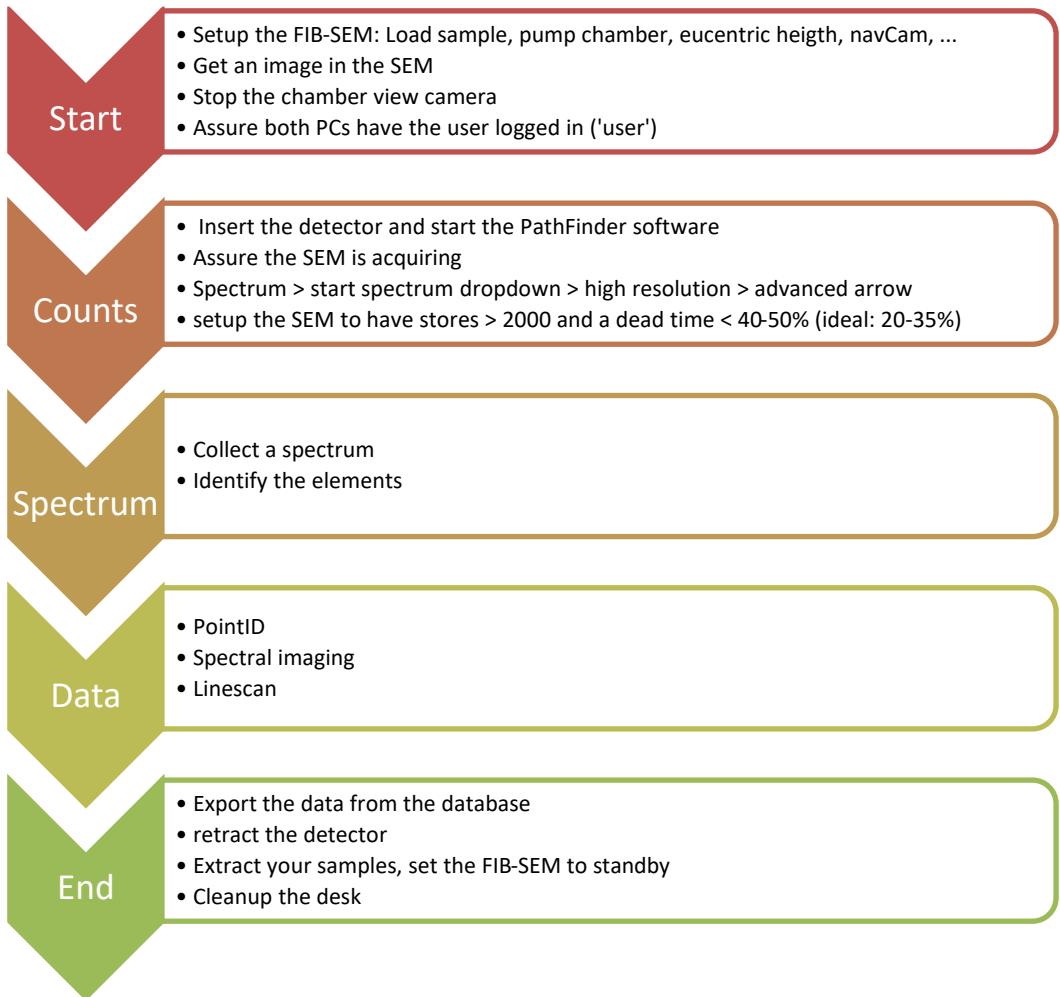 Start
• Setup the FIB-SEM: Load sample, pump chamber, eucentric heigth, navCam, ...
• Get an image in the SEM
• Stop the chamber view camera
• Assure both PCs have the user logged in ('user')
Counts
• Insert the detector and start the PathFinder software
• Assure the SEM is acquiring
• Spectrum > start spectrum dropdown > high resolution > advanced arrow
• setup the SEM to have stores > 2000 and a dead time < 40-50% (ideal: 20-35%)
Spectrum
• Collect a spectrum
• Identify the elements
Data
• PointID
• Spectral imaging
• Linescan
End
• Export the data from the database
• retract the detector
• Extract your samples, set the FIB-SEM to standby
• Cleanup the desk